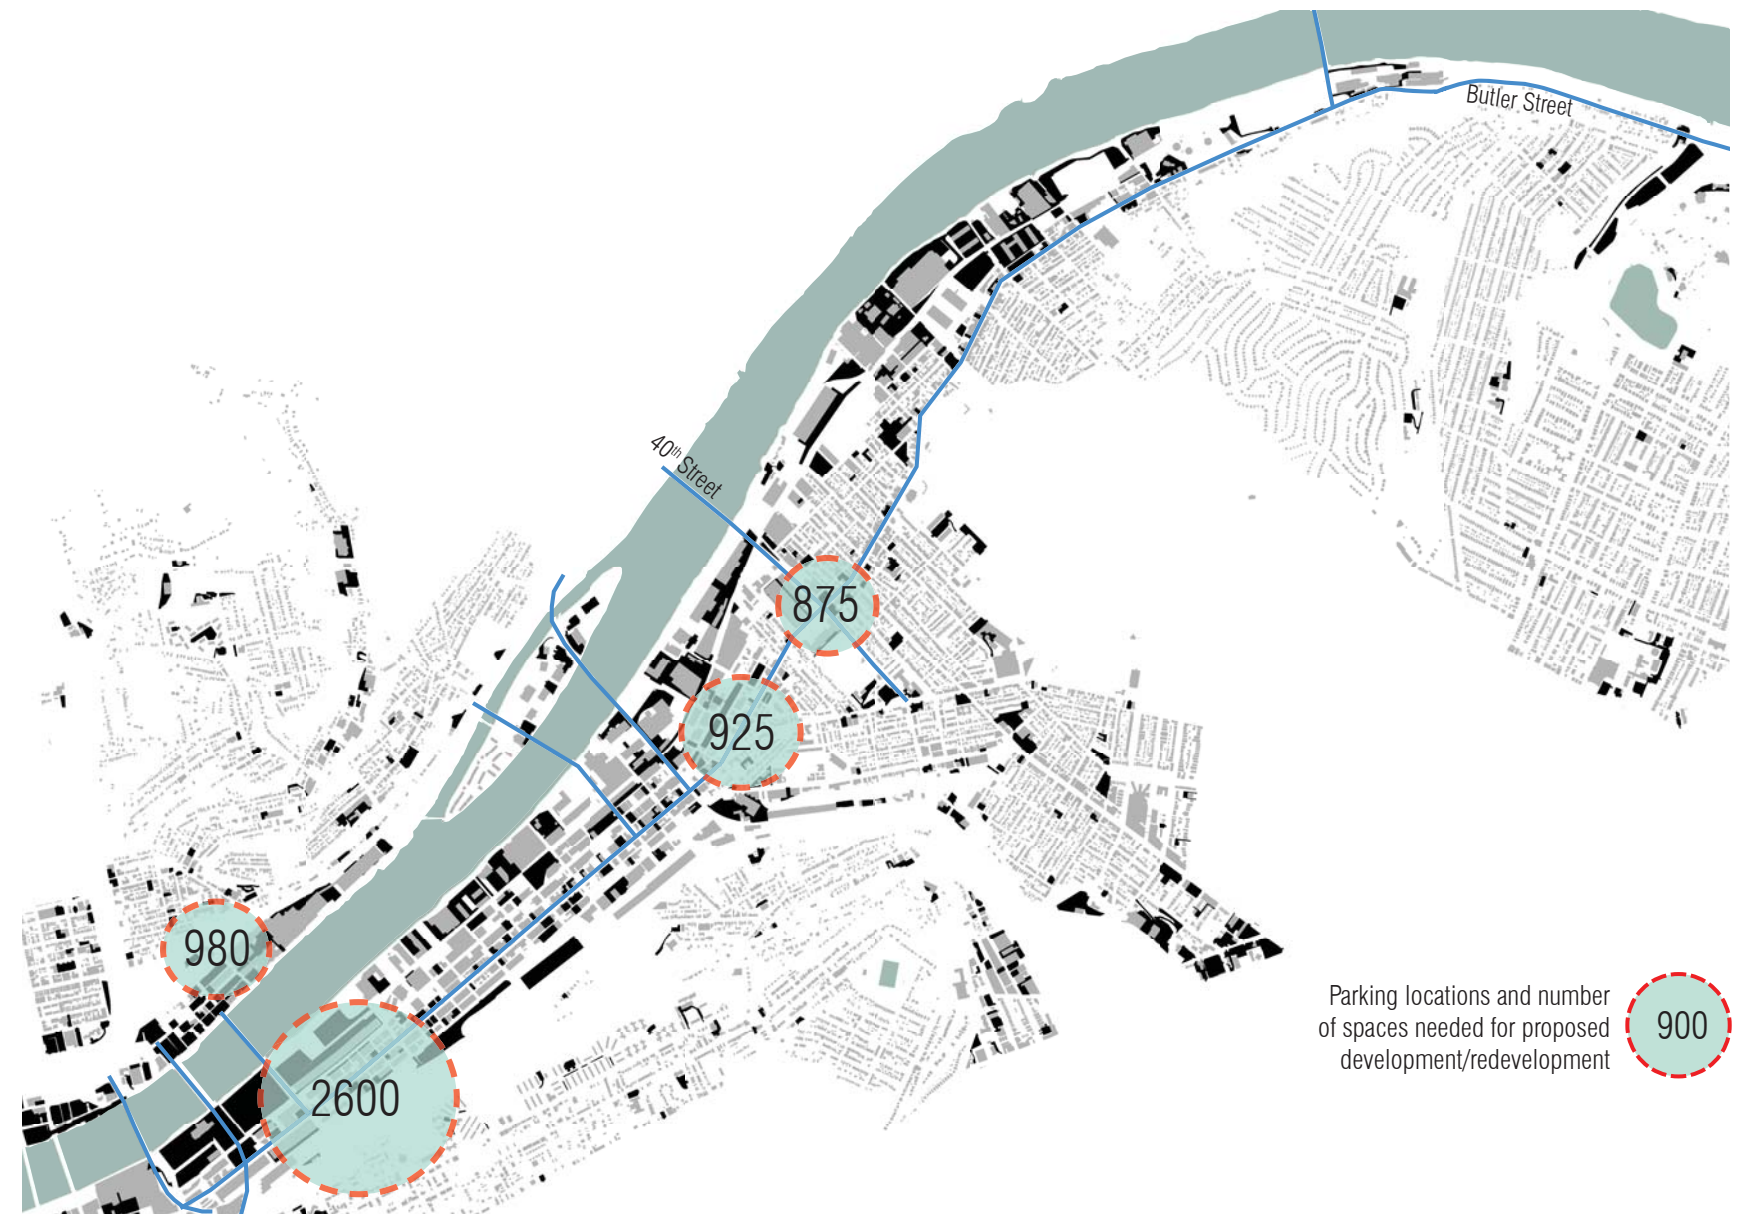 Butler Street
40th Street
875
925
980
2600
Parking locations and number
of spaces needed for proposed
development/redevelopment
900